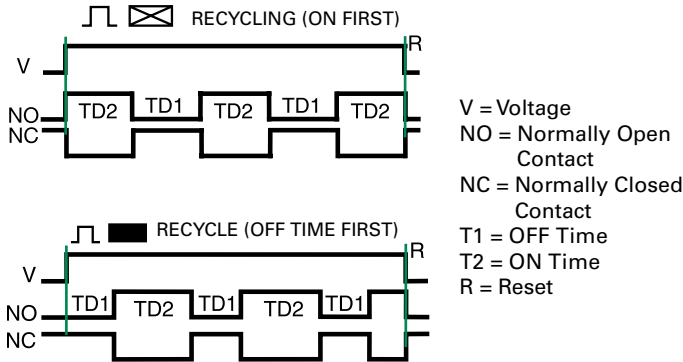 RECYCLING (ON FIRST)
R
V
NO
NC
TD2 TD1 TD2 TD1 TD2
RECYCLE (OFF TIME FIRST)
R
V
NO
NC
TD1 TD2 TD1 TD2 TD1
V = Voltage
NO = Normally Open
Contact
NC = Normally Closed
Contact
T1 = OFF Time
T2 = ON Time
R = Reset